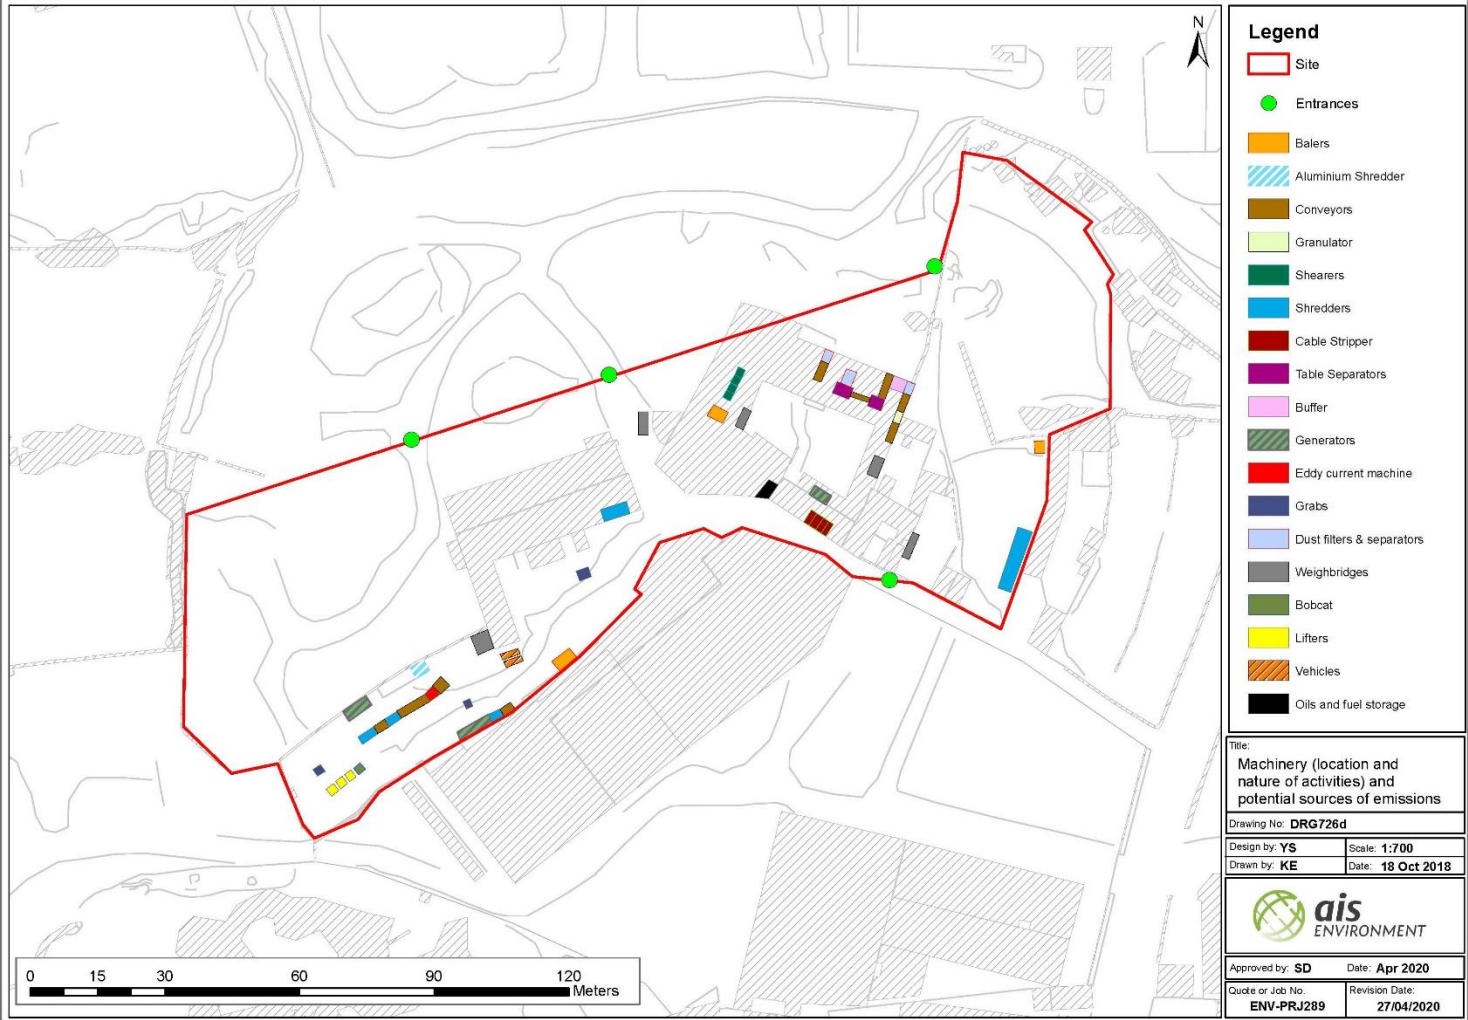 N
Legend
Site
Entrances
Balers
Aluminium Shredder
Conveyors
Granulator
Shearers
Shredders
Cable Stripper
Table Separators
Buffer
Generators
Eddy current machine
Grabs
Dust filters & separators
Weighbridges
Bobcat
Lifters
Vehicles
Oils and fuel storage
Title:
Machinery (location and
nature of activities) and
potential sources of emissions
Drawing No: DRG726d
Design by: YS Scale: 1:700
Drawn by: KE Date: 18 Oct 2018
ais
ENVIRONMENT
Approved by: SD Date: Apr 2020
Quote or Job No. Revision Date:
ENV-PRJ289 27/04/2020
0 15 30 60 90 120
Meters